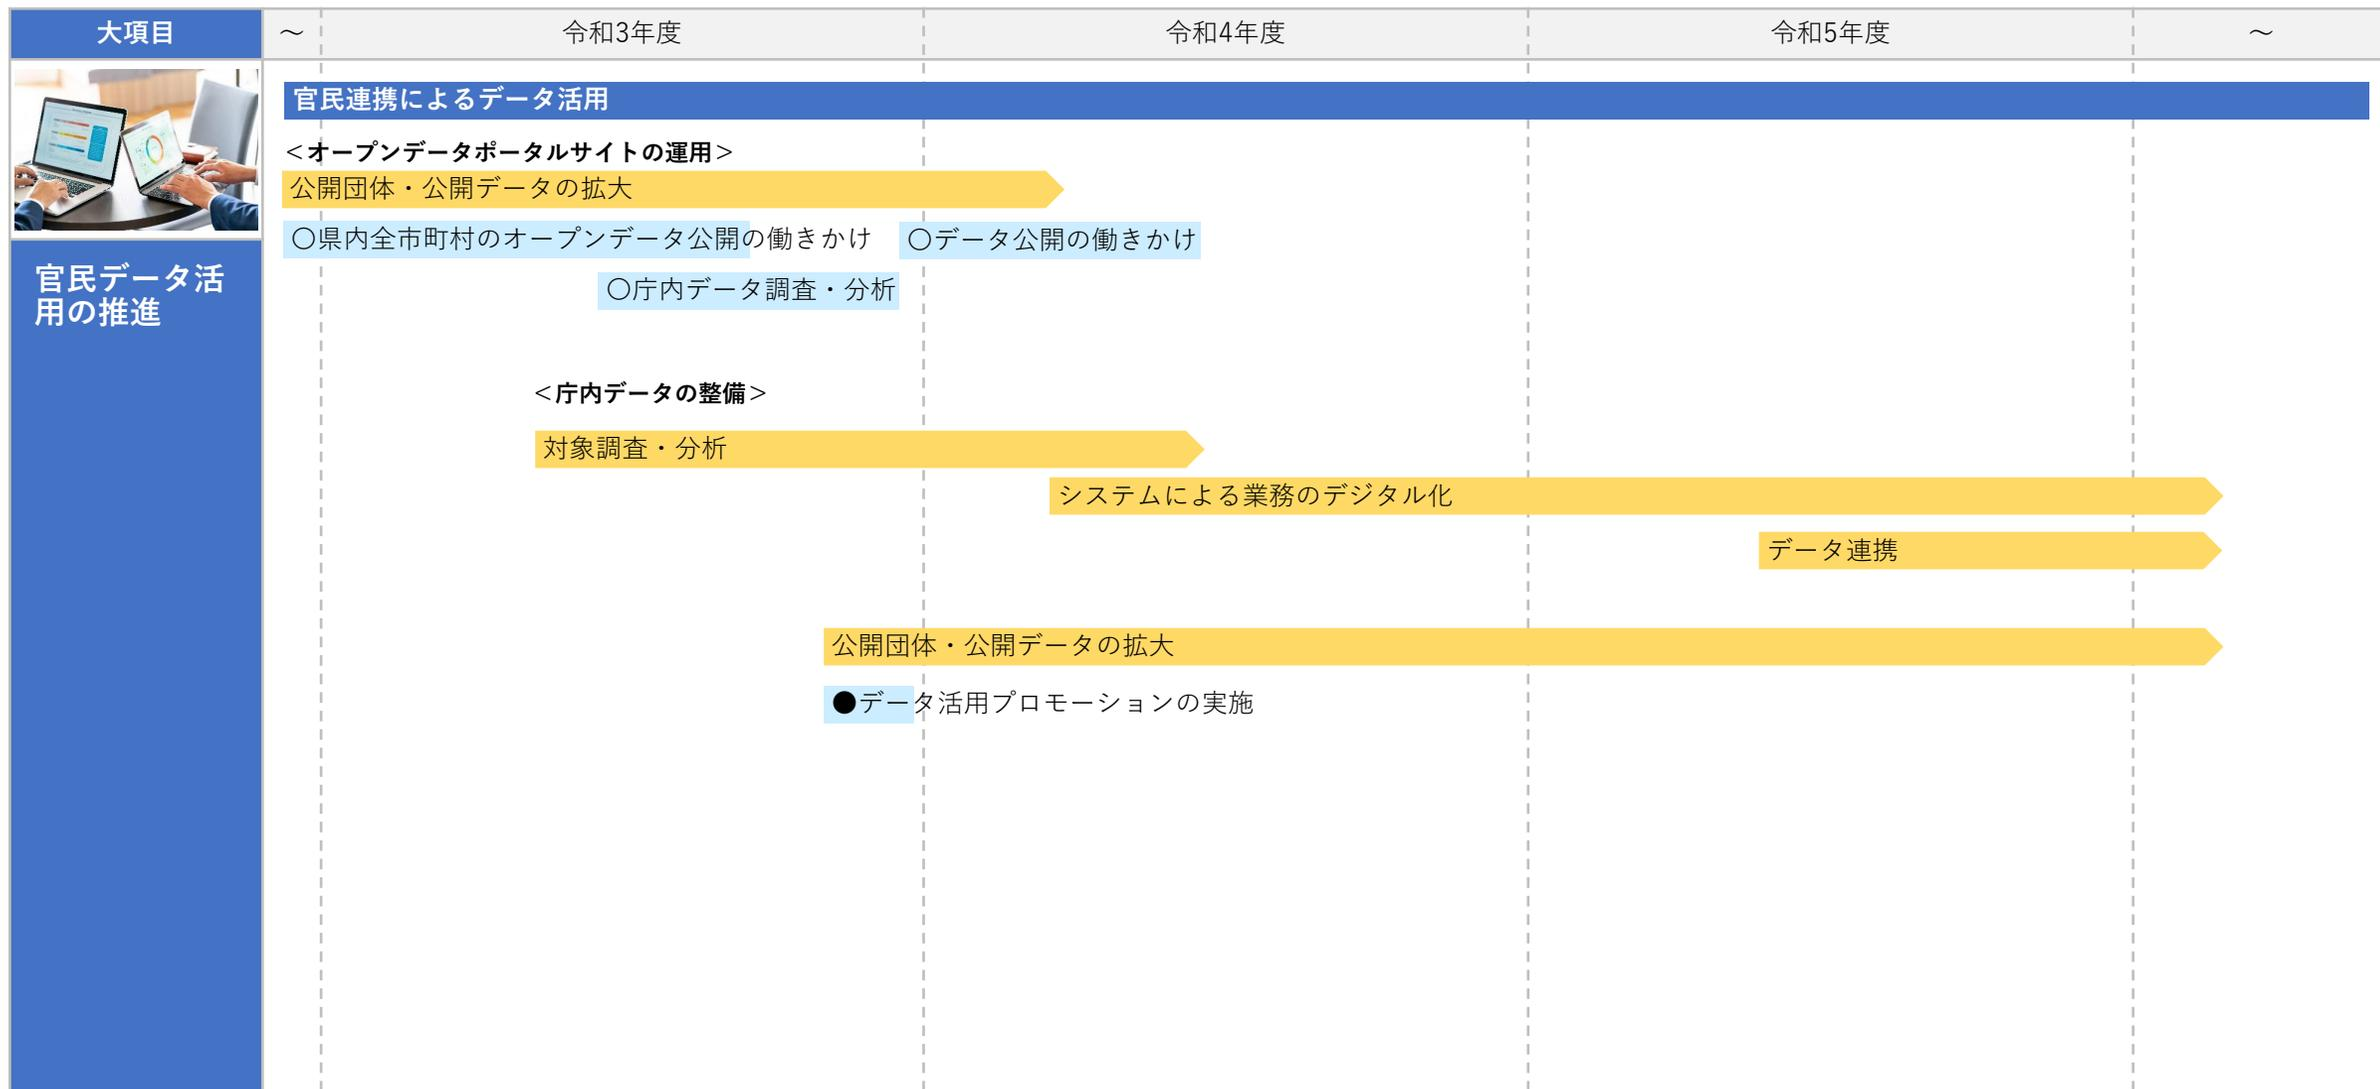 大項目
～
令和3年度
令和4年度
令和5年度
～
官民データ活
用の推進
官民連携によるデータ活用
＜オープンデータポータルサイトの運用＞
公開団体・公開データの拡大
〇県内全市町村のオープンデータ公開の働きかけ
〇データ公開の働きかけ
〇庁内データ調査・分析
＜庁内データの整備＞
対象調査・分析
システムによる業務のデジタル化
データ連携
公開団体・公開データの拡大
●データ活用プロモーションの実施